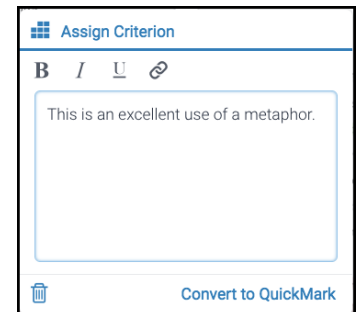 Assign Criterion
B I U
This is an excellent use of a metaphor.
Convert to QuickMark